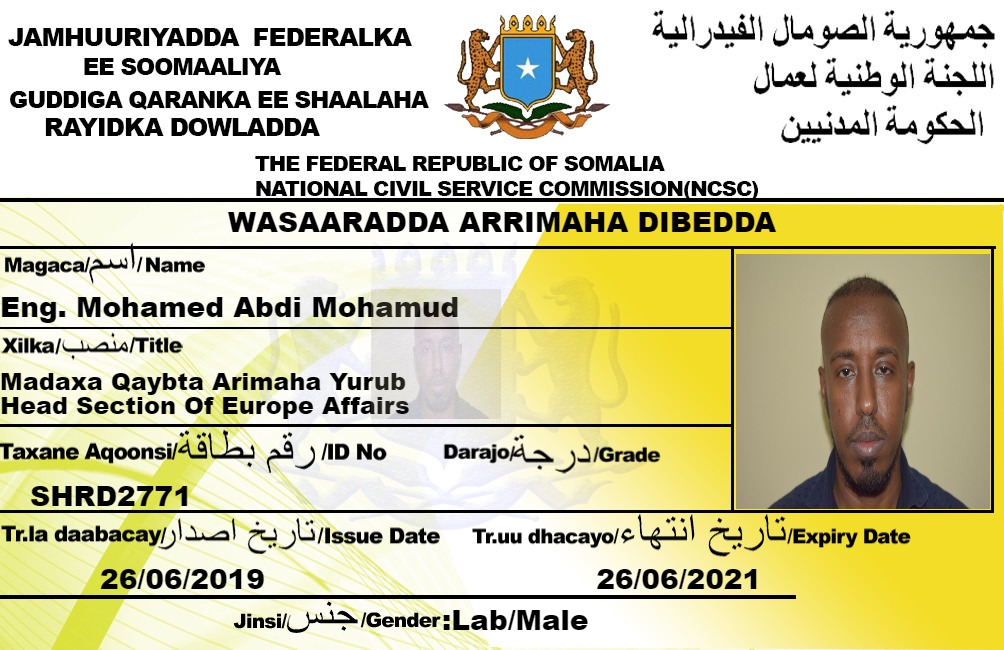 JAMHUURIYADDA FEDERALKA
EE SOOMAALIYA
GUDDIGA QARANKA EE SHAALAHA
RAYIDKA DOWLADDA
جمهورية الصومال الفيدرالية
اللجنة الوطنية لعمال
الحكومة المدنيين
THE FEDERAL REPUBLIC OF SOMALIA
NATIONAL CIVIL SERVICE COMMISSION(NCSC)
WASAARADDA ARRIMAHA DIBEDDA
Magaca/اسم/Name
Eng. Mohamed Abdi Mohamud
Xilka/منصب/Title
Madaxa Qaybta Arimaha Yurub
Head Section Of Europe Affairs
Taxane Aqoonsi/رقم بطاقة/ID No
Darajo/درجة/Grade
SHRD2771
Tr.la daabacay/تاريخ اصدار/Issue Date
Tr.uu dhacayo/تاريخ انتهاء/Expiry Date
26/06/2019
26/06/2021
Jinsi/جنس/Gender:Lab/Male